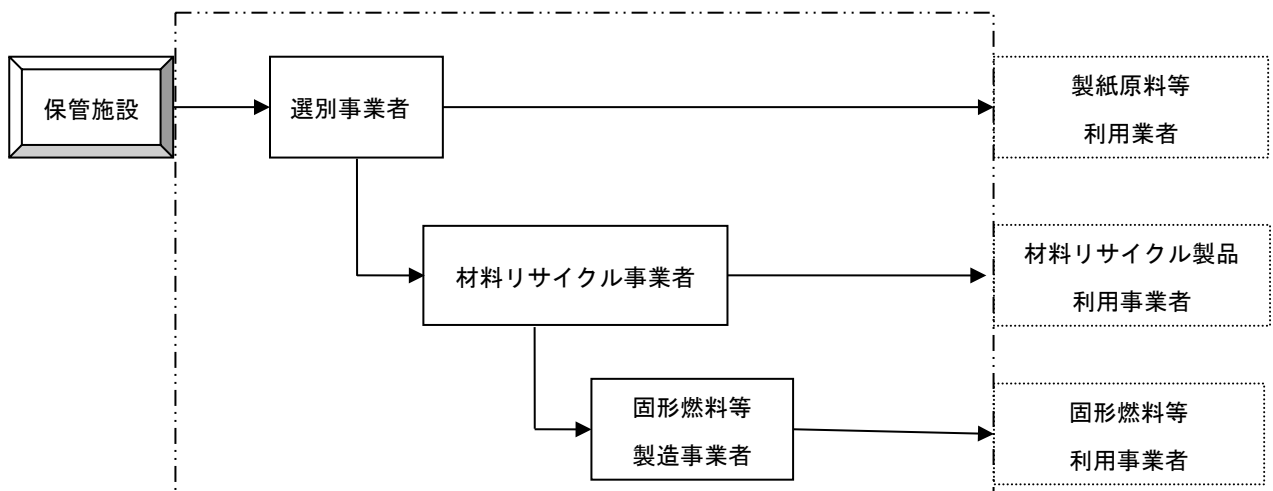 保管施設
選別事業者
製紙原料等
利用業者
材料リサイクル事業者
材料リサイクル製品
利用事業者
固形燃料等
製造事業者
固形燃料等
利用事業者